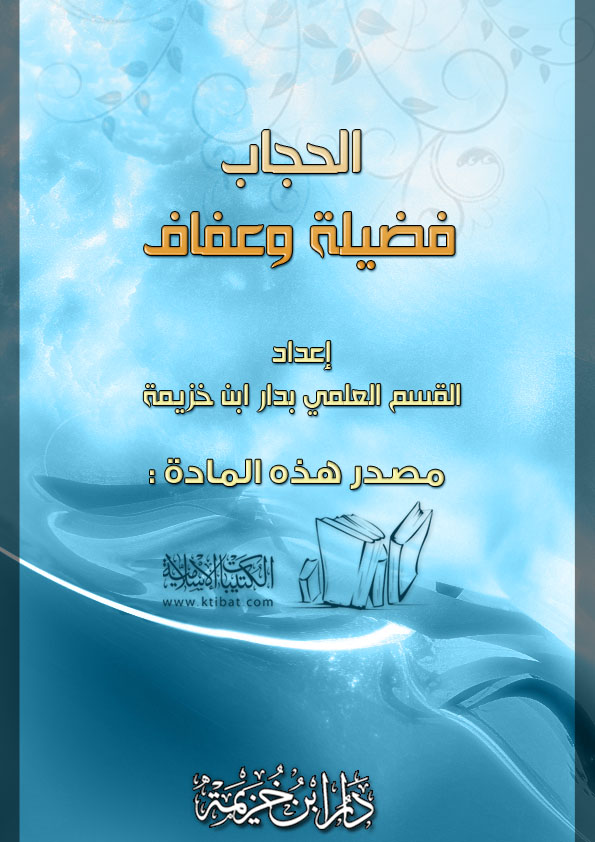 الحجاب
فضيلة وعفاف
إعداد
القسم العلمي بدار ابن خزيمة
مصدر هذه المادة :
الكتيبات الإسلامية
www.ktibat.com
دار ابن خزيمة